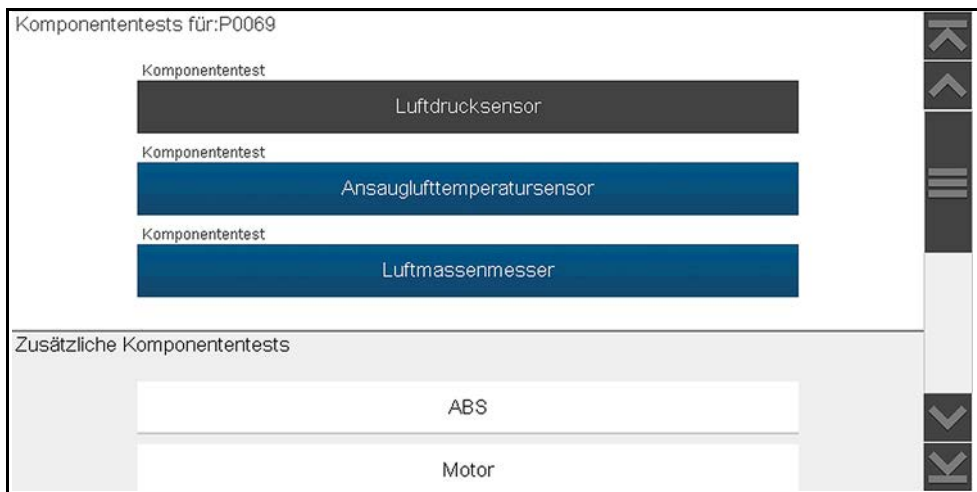 Komponententests für:P0069
Komponententest
Luftdrucksensor
Komponententest
Ansauglufttemperatursensor
Komponententest
Luftmassenmesser
Zusätzliche Komponententests
ABS
Motor